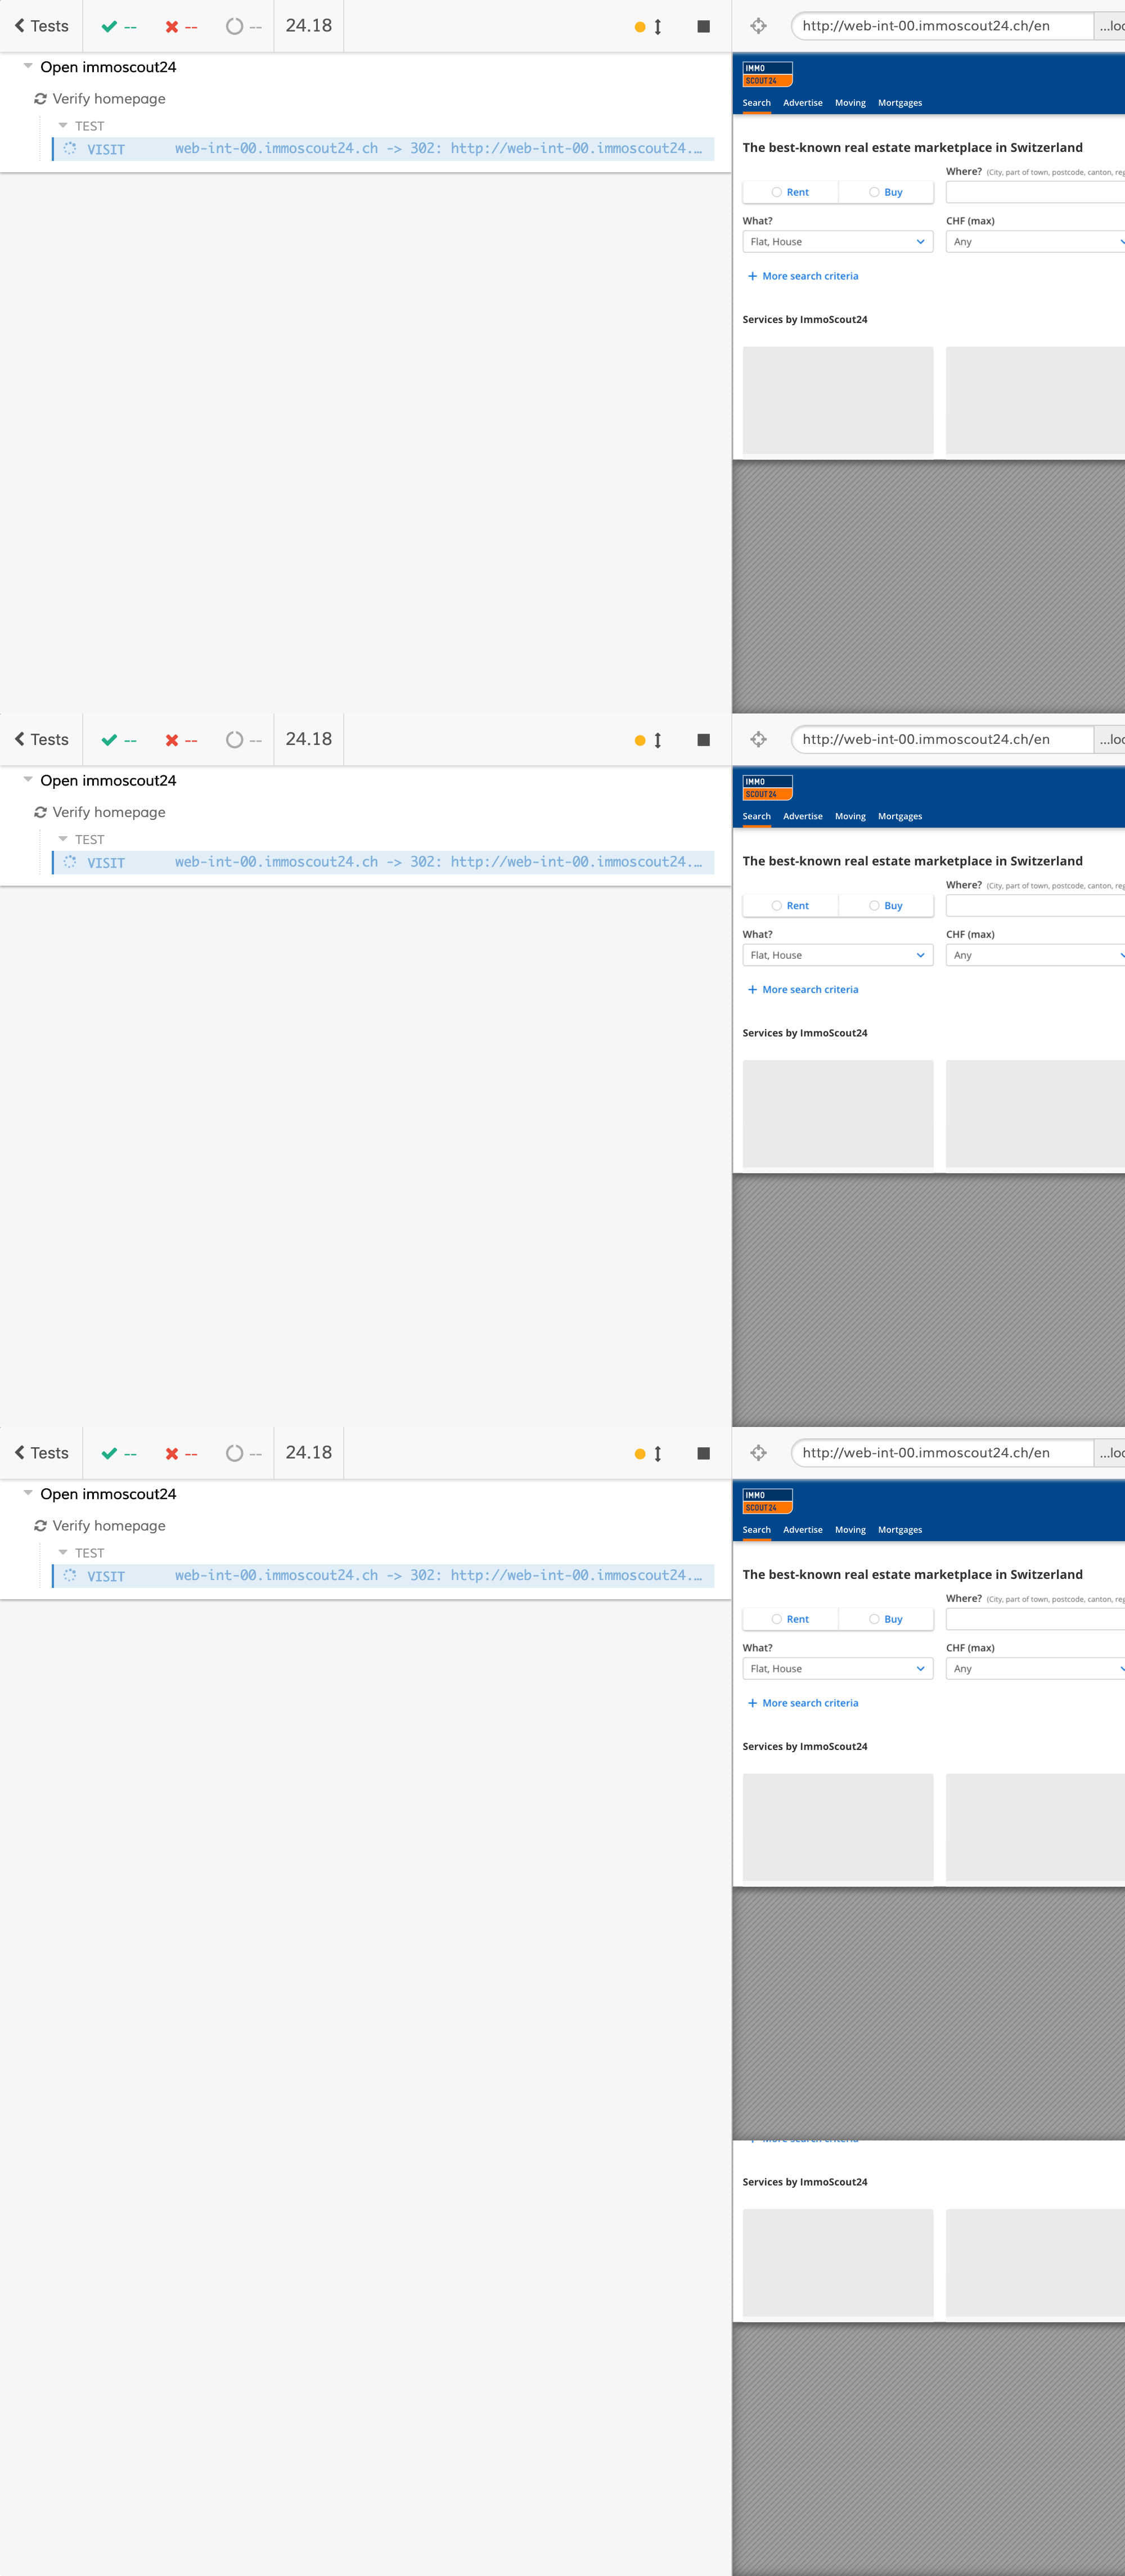 Tests -- -- -- 24.18
Open immoscout24
Verify homepage
TEST
VISIT web-int-00.immoscout24.ch -> 302: http://web-int-00.immoscout24.…
http://web-int-00.immoscout24.ch/en ...loc
IMMO
SCOUT24
Search Advertise Moving Mortgages
The best-known real estate marketplace in Switzerland
Where? (City, part of town, postcode, canton, reg
Rent Buy
What? CHF (max)
Flat, House Any
+ More search criteria
Services by ImmoScout24
Tests -- -- -- 24.18
Open immoscout24
Verify homepage
TEST
VISIT web-int-00.immoscout24.ch -> 302: http://web-int-00.immoscout24.…
http://web-int-00.immoscout24.ch/en ...loc
IMMO
SCOUT24
Search Advertise Moving Mortgages
The best-known real estate marketplace in Switzerland
Where? (City, part of town, postcode, canton, reg
Rent Buy
What? CHF (max)
Flat, House Any
+ More search criteria
Services by ImmoScout24
Tests -- -- -- 24.18
Open immoscout24
Verify homepage
TEST
VISIT web-int-00.immoscout24.ch -> 302: http://web-int-00.immoscout24.…
http://web-int-00.immoscout24.ch/en ...loc
IMMO
SCOUT24
Search Advertise Moving Mortgages
The best-known real estate marketplace in Switzerland
Where? (City, part of town, postcode, canton, reg
Rent Buy
What? CHF (max)
Flat, House Any
+ More search criteria
Services by ImmoScout24
+ More search criteria
Services by ImmoScout24